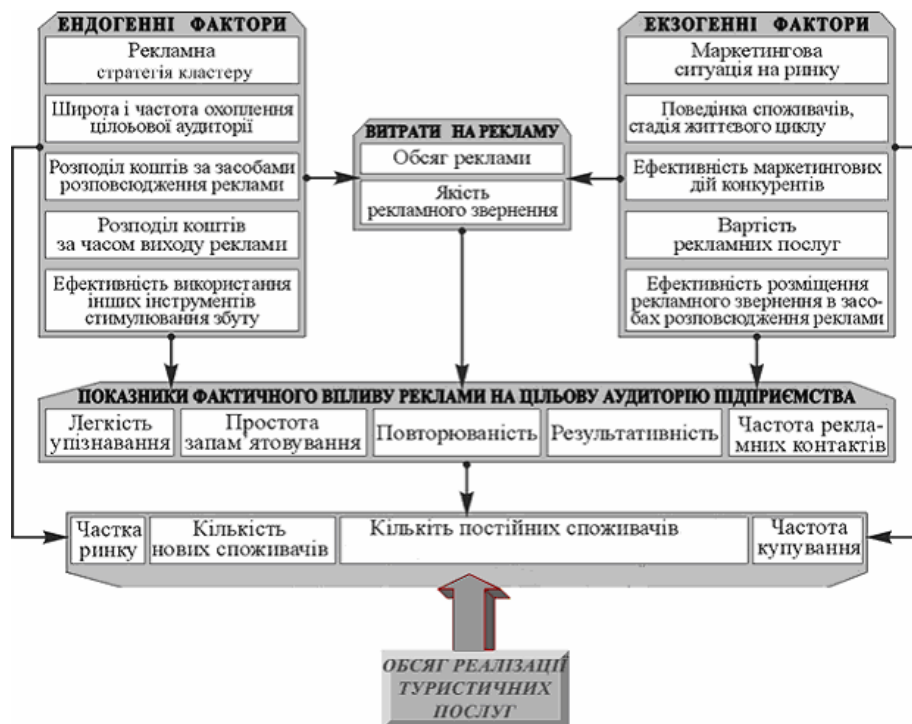 ЕНДОГЕННІ ФАКТОРИ
Рекламна
стратегія кластеру
Широта і частота охоплення
цілоьової аудиторії
Розподіл коштів за засобами
розповсюдження реклами
Розподіл коштів
за часом виходу реклами
Ефективність використання
інших інструментів
стимулювання збуту
ВИТРАТИ НА РЕКЛАМУ
Обсяг реклами
Якість
рекламного звернення
ЕКЗОГЕННІ ФАКТОРИ
Маркетингова
ситуація на ринку
Поведінка споживачів,
стадія життєвого циклу
Ефективність маркетингових
дій конкурентів
Вартість
рекламних послуг
Ефективність розміщення
рекламного звернення в засо-
бах розповсюдження реклами
ПОКАЗНИКИ ФАКТИЧНОГО ВПЛИВУ РЕКЛАМИ НА ЦІЛЬОВУ АУДИТОРІЮ ПІДПРИЄМСТВА
Легкість
упізнавання
Простота
запам'ятовування
Повторюваність
Результативність
Частота рекла-
мних контактів
Частка
ринку
Кількість
нових споживачів
Кількіть постійних споживачів
Частота
купування
ОБСЯГ РЕАЛІЗАЦІЇ
ТУРИСТИЧНИХ
ПОСЛУГ